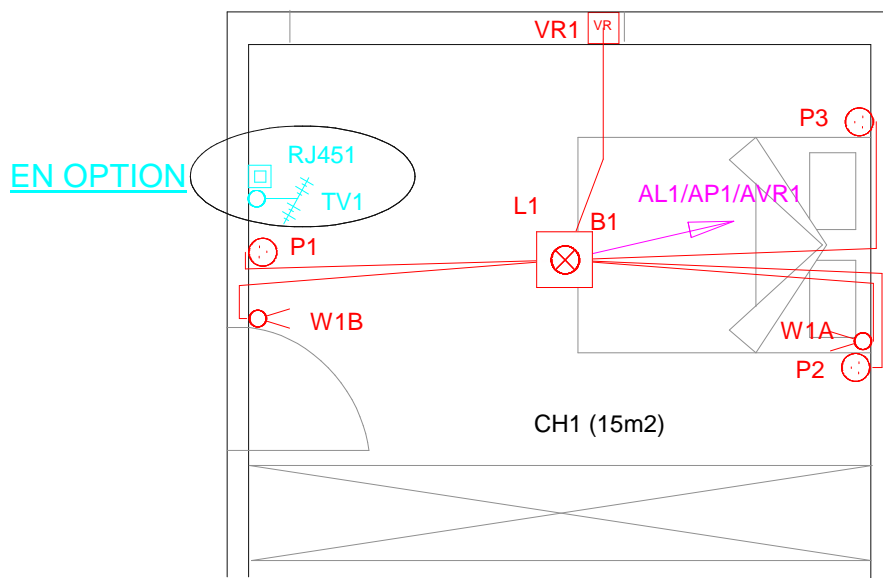 VR1
VR
P3
RJ451
EN OPTION
TV1
AL1/AP1/AVR1
L1
B1
P1
W1B
W1A
P2
CH1 (15m2)